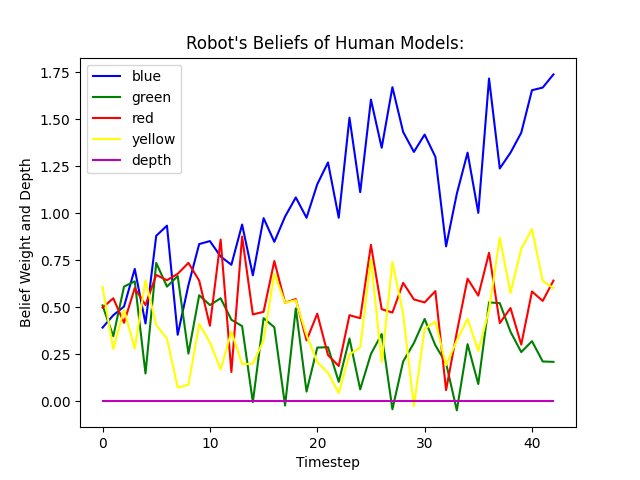 Robot's Beliefs of Human Models:
blue
green
red
yellow
depth
Belief Weight and Depth
1.75
1.50
1.25
1.00
0.75
0.50
0.25
0.00
0 10 20 30 40
Timestep